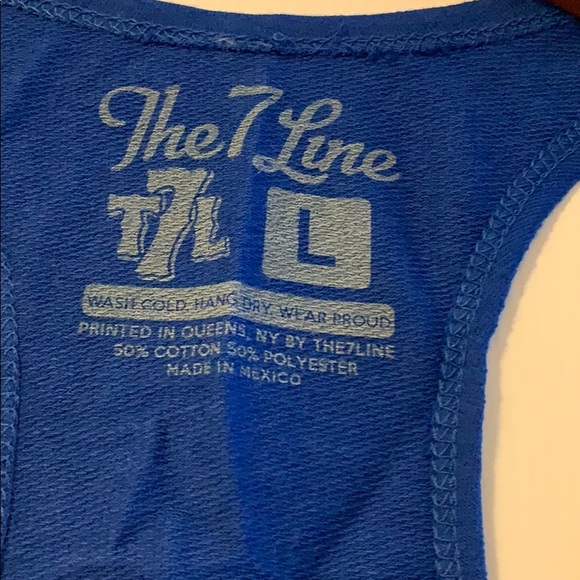 The 7 Line
T7L L
WASH COLD. HANG DRY. WEAR PROUD
PRINTED IN QUEENS, NY BY THE7LINE
50% COTTON 50% POLYESTER
MADE IN MEXICO